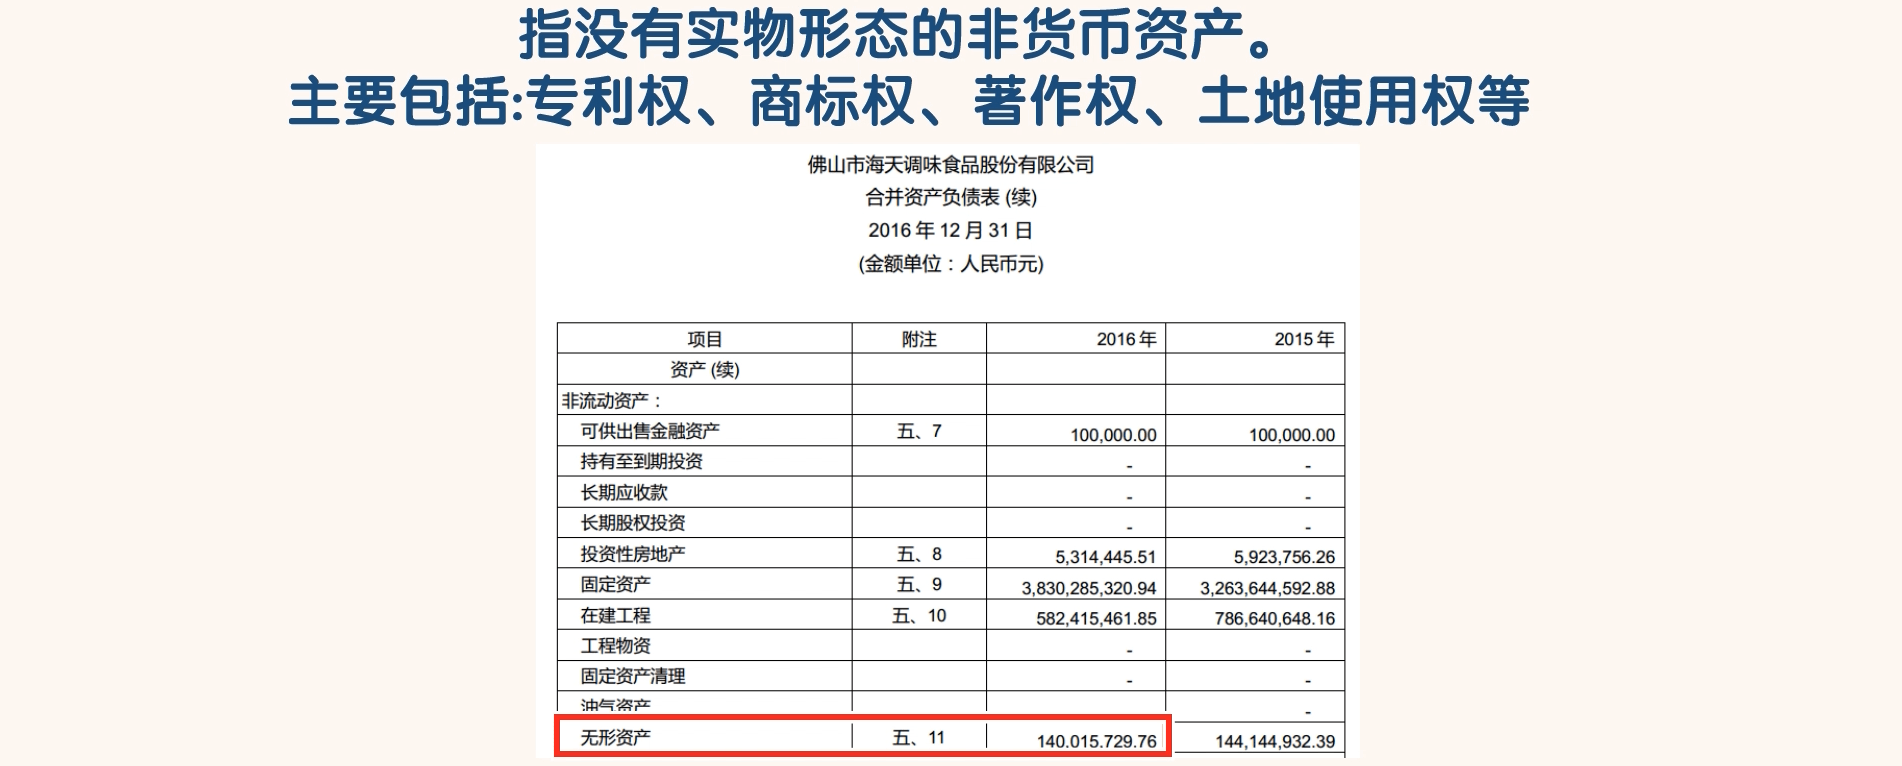 指没有实物形态的非货币资产。
主要包括:专利权、商标权、著作权、土地使用权等
佛山市海天调味食品股份有限公司
合并资产负债表 (续)
2016 年 12 月 31 日
(金额单位：人民币元)
项目 附注 2016 年 2015 年
资产 (续)
非流动资产：
可供出售金融资产 五、7 100,000.00 100,000.00
持有至到期投资 - -
长期应收款 - -
长期股权投资 - -
投资性房地产 五、8 5,314,445.51 5,923,756.26
固定资产 五、9 3,830,285,320.94 3,263,644,592.88
在建工程 五、10 582,415,461.85 786,640,648.16
工程物资 - -
固定资产清理 - -
油气资产 -
无形资产 五、11 140.015.729.76 144,144,932.39